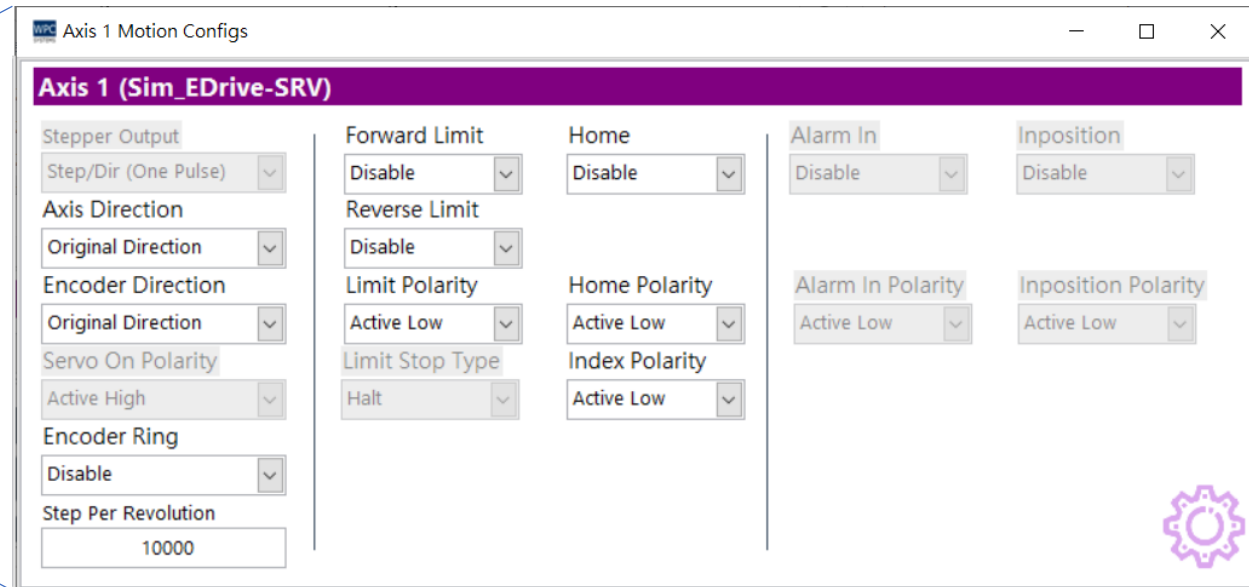 WPC SYSTEMS Axis 1 Motion Configs
Axis 1 (Sim_EDrive-SRV)
Stepper Output
Step/Dir (One Pulse)
Axis Direction
Original Direction
Encoder Direction
Original Direction
Servo On Polarity
Active High
Encoder Ring
Disable
Step Per Revolution
10000
Forward Limit
Disable
Reverse Limit
Disable
Limit Polarity
Active Low
Limit Stop Type
Halt
Home
Disable
Home Polarity
Active Low
Index Polarity
Active Low
Alarm In
Disable
Alarm In Polarity
Active Low
Inposition
Disable
Inposition Polarity
Active Low